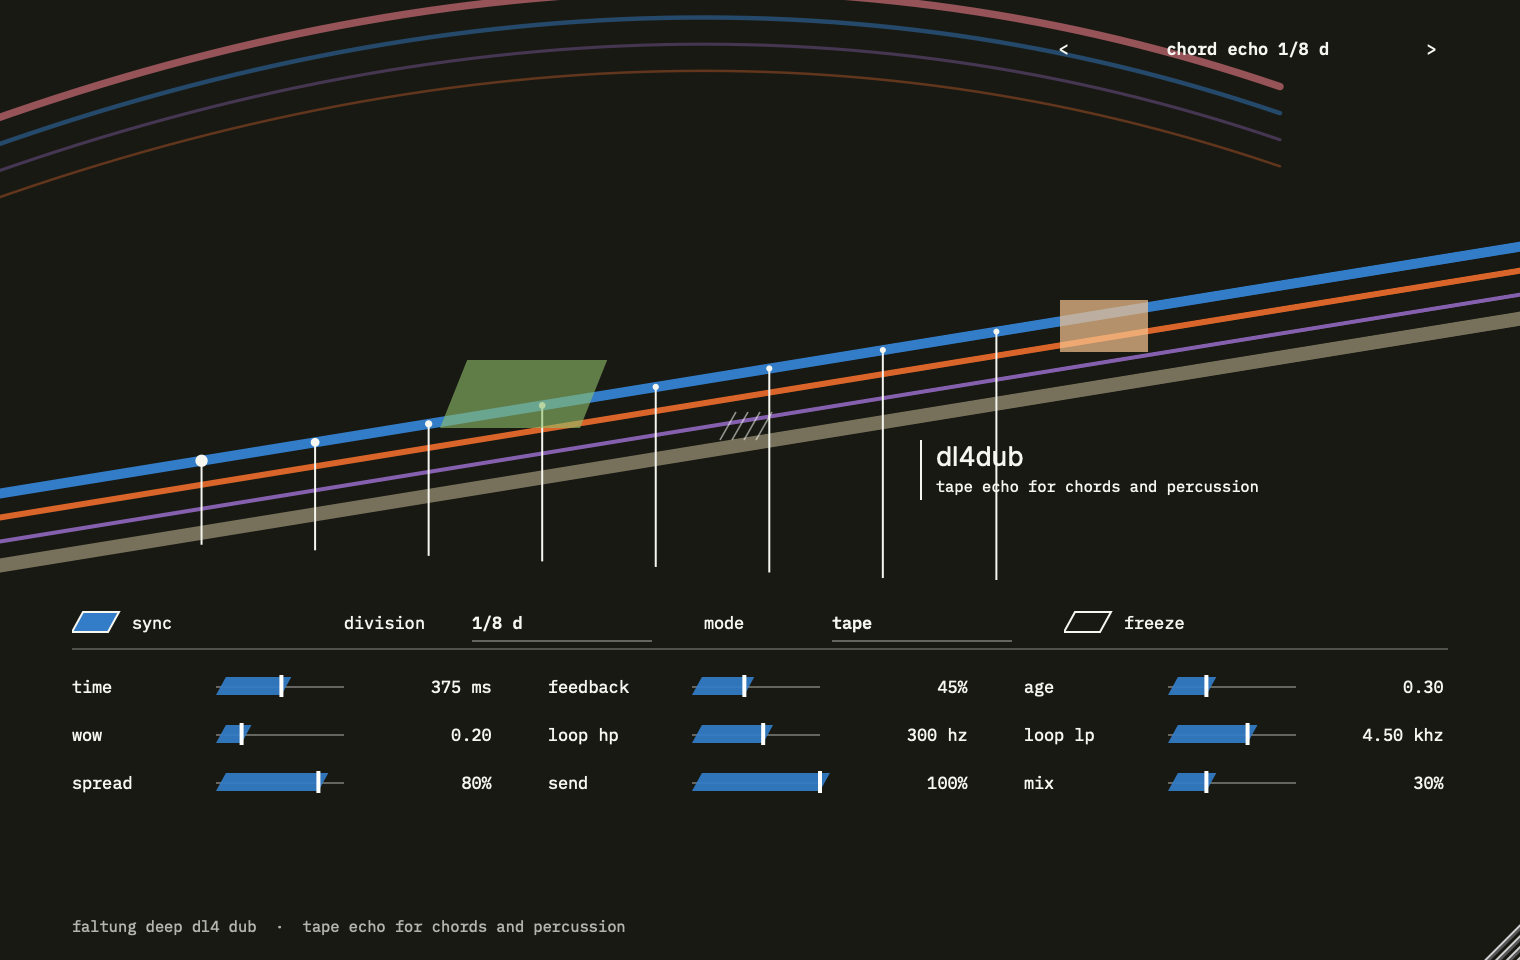 < chord echo 1/8 d >
dl4dub
tape echo for chords and percussion
sync division 1/8 d mode tape freeze
time 375 ms feedback 45% age 0.30
wow 0.20 loop hp 300 hz loop lp 4.50 khz
spread 80% send 100% mix 30%
faltung deep dl4 dub · tape echo for chords and percussion